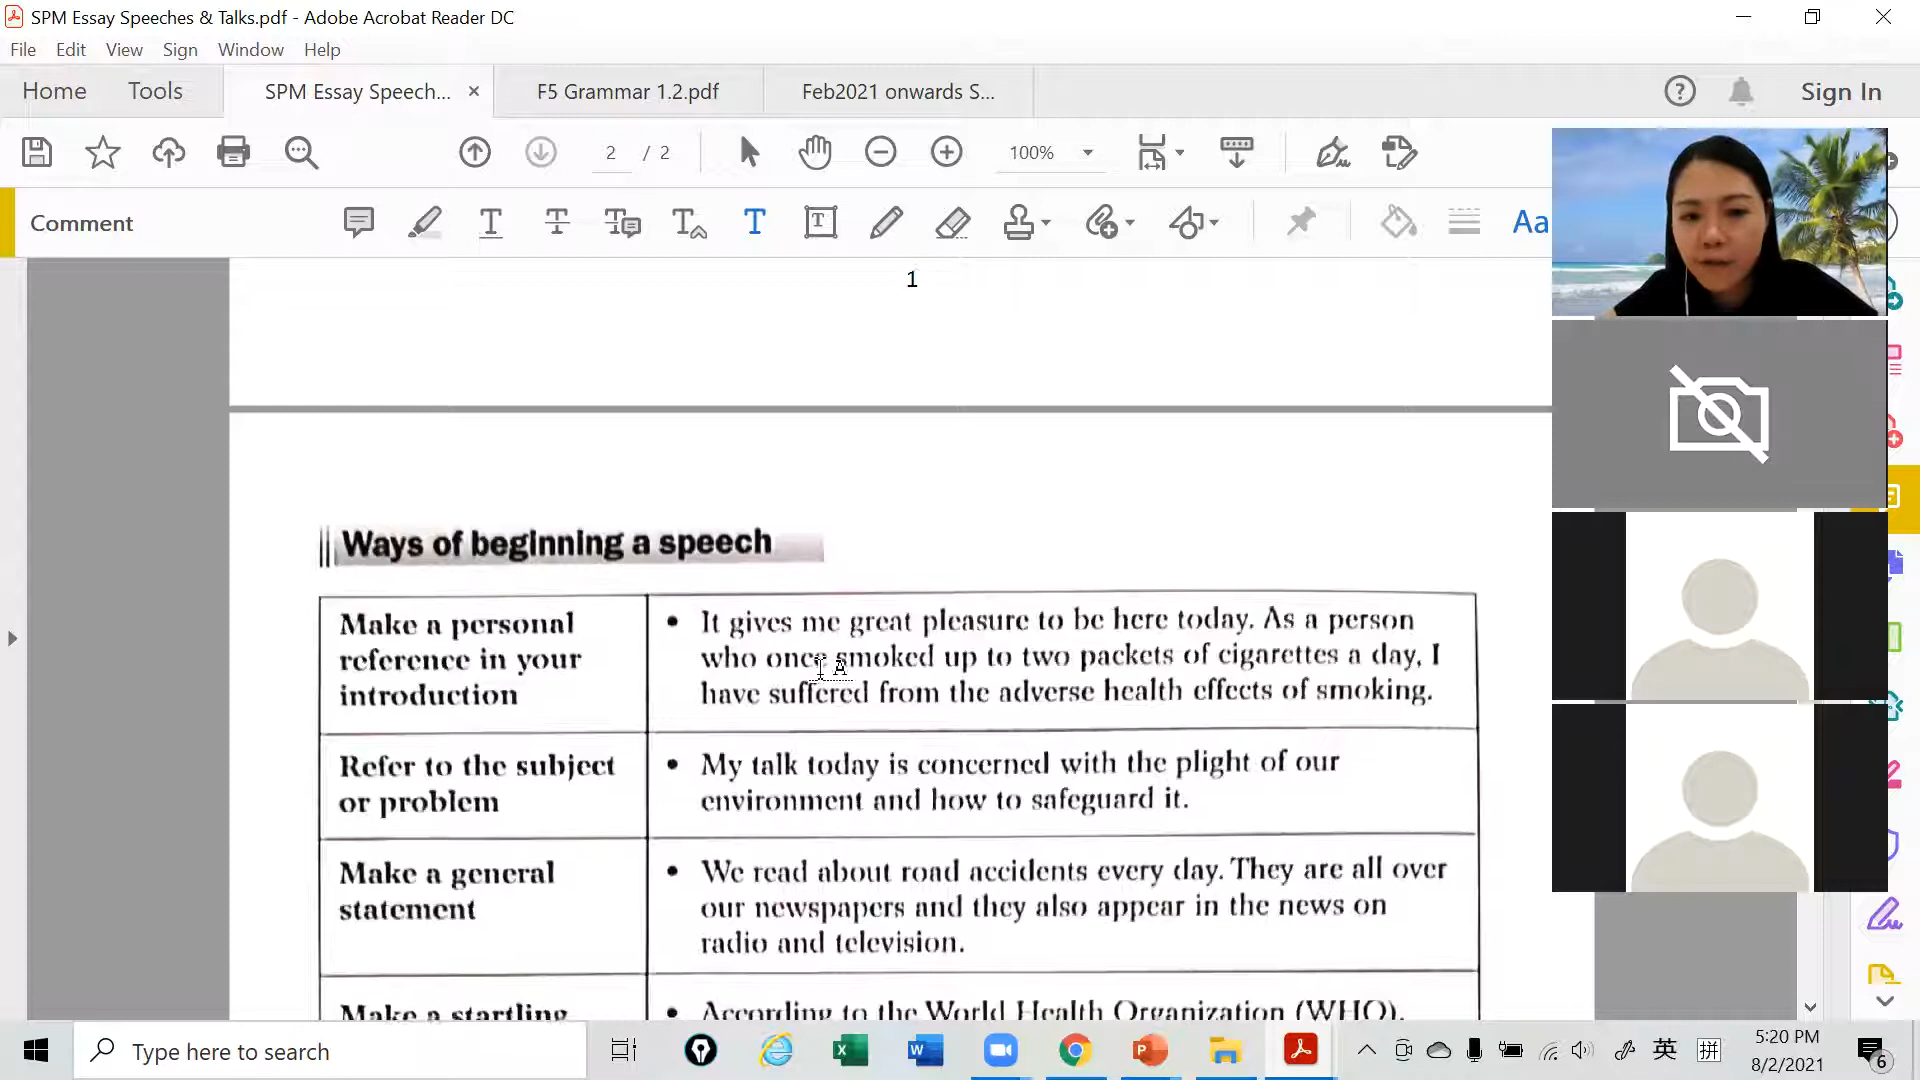 SPM Essay Speeches & Talks.pdf - Adobe Acrobat Reader DC
File Edit View Sign Window Help
Home Tools SPM Essay Speech... F5 Grammar 1.2.pdf Feb2021 onwards S... Sign In
2 / 2 100%
Comment Aa
1
Ways of beginning a speech
Make a personal
reference in your
introduction
• It gives me great pleasure to be here today. As a person
who once smoked up to two packets of cigarettes a day, I
have suffered from the adverse health effects of smoking.
Refer to the subject
or problem
• My talk today is concerned with the plight of our
environment and how to safeguard it.
Make a general
statement
• We read about road accidents every day. They are all over
our newspapers and they also appear in the news on
radio and television.
Make a startling
• According to the World Health Organization (WHO),
Type here to search
英 拼
5:20 PM
8/2/2021
6